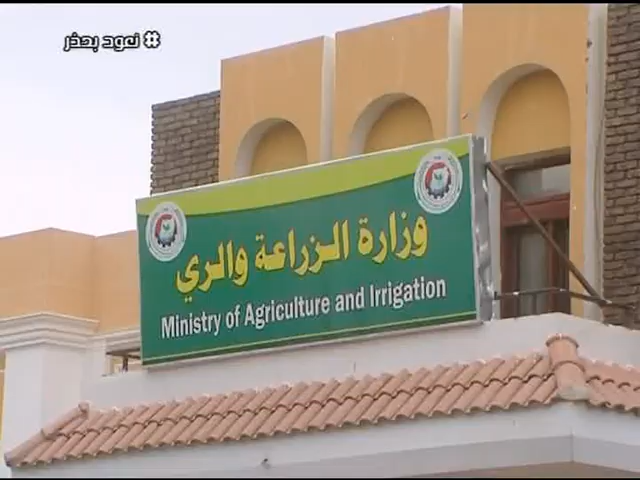 # نعود بحذر
وزارة الزراعة والري
Ministry of Agriculture and Irrigation